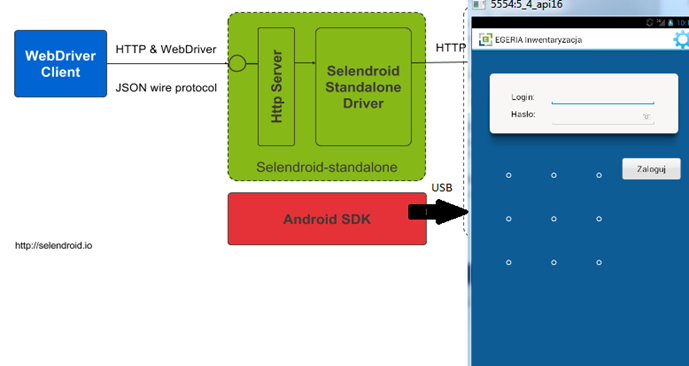 5554:5_4_api16
EGERIA Inwentaryzacja
WebDriver
Client
HTTP & WebDriver
JSON wire protocol
Http Server
Selendroid
Standalone
Driver
Selendroid-standalone
HTTP
Login:
Hasło:
Zaloguj
USB
Android SDK
http://selendroid.io